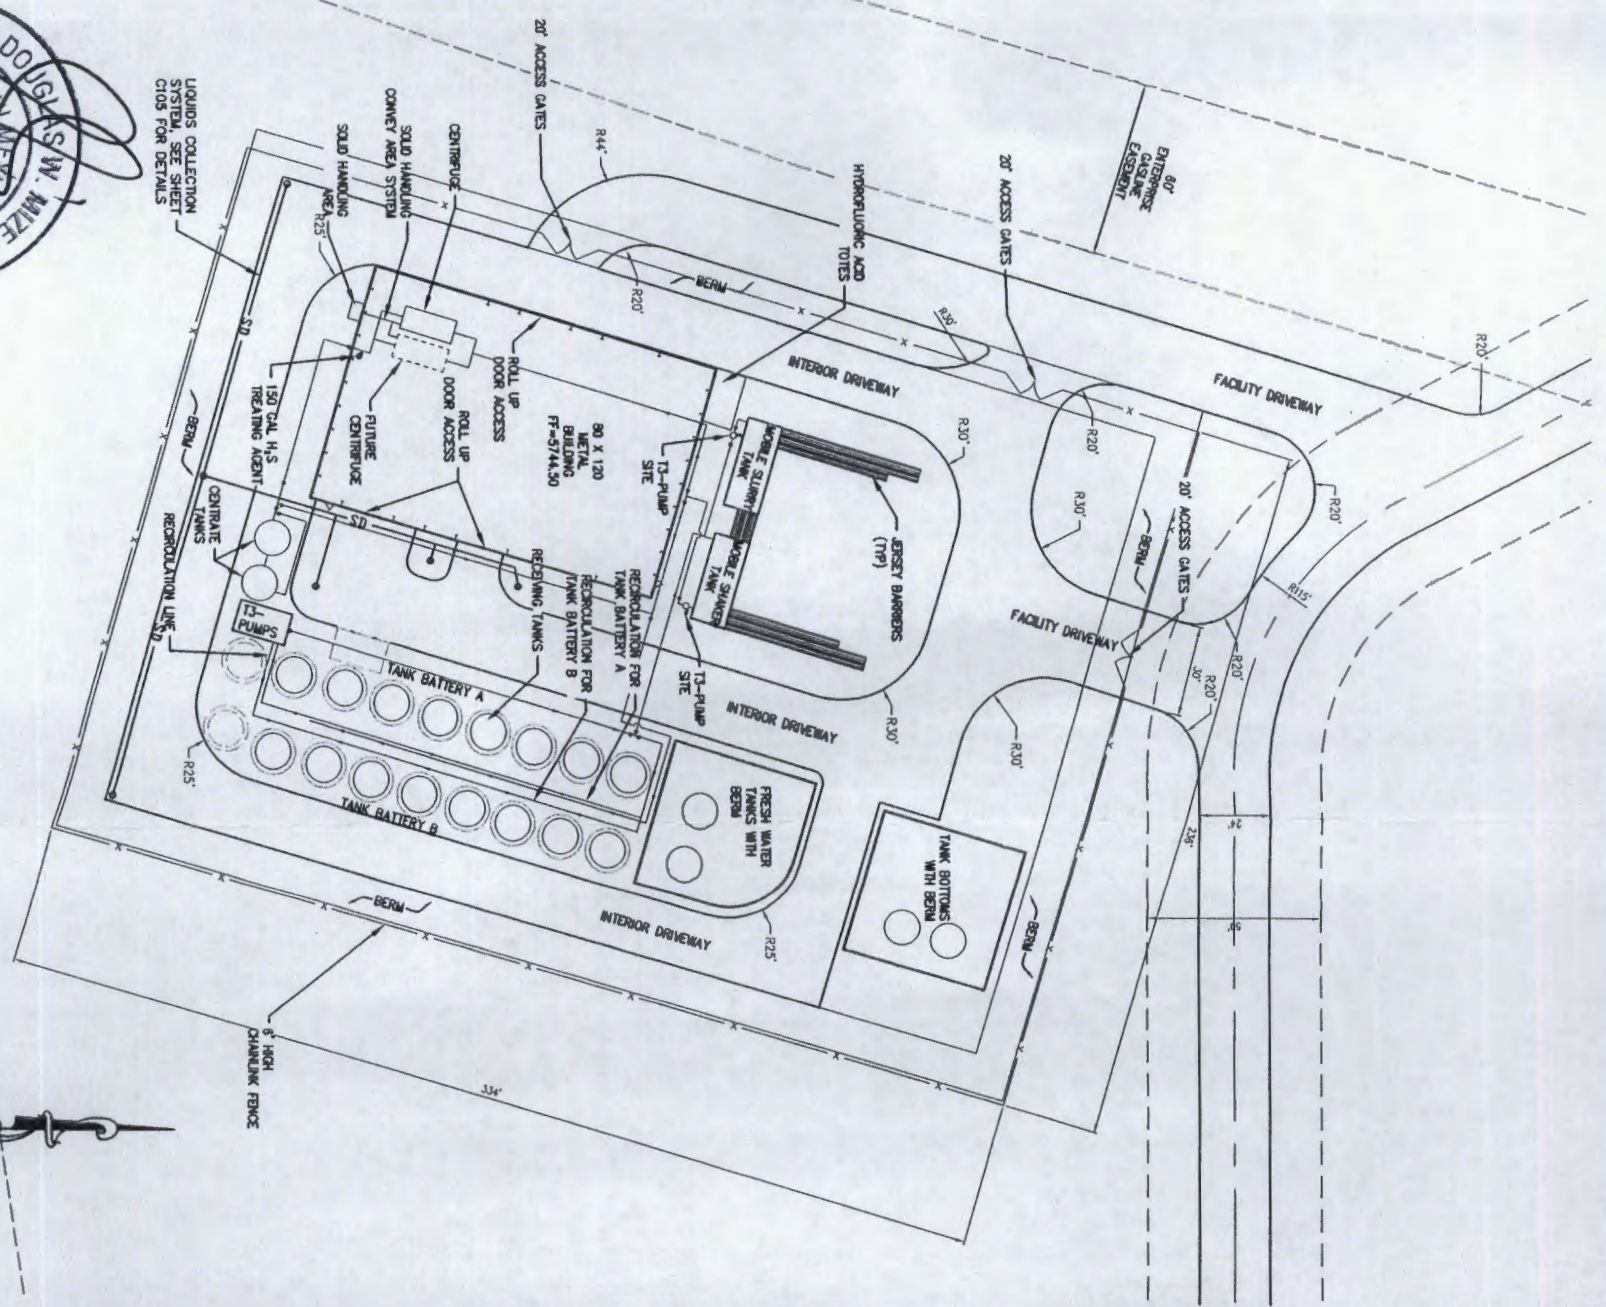 DOUGLAS W. MIZE
LIQUIDS COLLECTION
SYSTEM, SEE SHEET
C105 FOR DETAILS
20' ACCESS GATES
R44'
CENTRIFUGE
SOLID HANDLING
CONVEY AREA SYSTEM
SOLID HANDLING
AREA
R25'
HYDROFLUORIC ACID
TOTES
20' ACCESS GATES
60'
ENTERPRISE
GASLINE
EASEMENT
R20'
BERM
R20'
R30'
INTERIOR DRIVEWAY
FACILITY DRIVEWAY
R20'
R20'
R30'
R30'
20' ACCESS GATES
BERM
R115'
FACILITY DRIVEWAY
R20'
R20'
30'
ROLL UP
DOOR ACCESS
ROLL UP
DOOR ACCESS
80 X 120
METAL
BUILDING
FF=5744.50
T3-PUMP
SITE
MOBILE SLURRY
TANK
JERSEY BARRIERS
(TYP)
MOBILE SHAKER
TANK
T3-PUMP
SITE
FUTURE
CENTRIFUGE
150 GAL H₂S
TREATING AGENT
SD
BERM
SD
CENTRATE
TANKS
RECIRCULATION LINE
SD
T3-
PUMPS
RECEIVING TANKS
RECIRCULATION FOR
TANK BATTERY B
RECIRCULATION FOR
TANK BATTERY A
TANK BATTERY A
TANK BATTERY B
R25'
INTERIOR DRIVEWAY
R30'
R30'
FRESH WATER
TANKS WITH
BERM
TANK BOTTOMS
WITH BERM
236'
24'
50'
BERM
INTERIOR DRIVEWAY
R25'
BERM
6' HIGH
CHAINLINK FENCE
334'